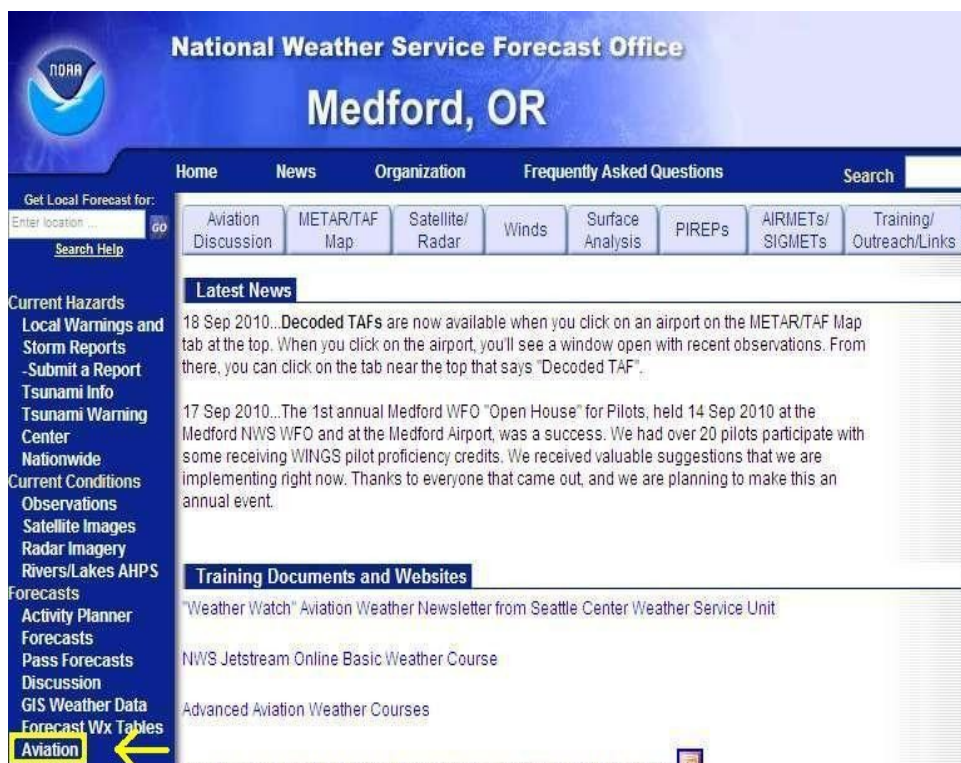 NOAA
National Weather Service Forecast Office
Medford, OR
Home News Organization Frequently Asked Questions Search
Get Local Forecast for:
Enter location ... GO
Search Help
Current Hazards
Local Warnings and
Storm Reports
-Submit a Report
Tsunami Info
Tsunami Warning
Center
Nationwide
Current Conditions
Observations
Satellite Images
Radar Imagery
Rivers/Lakes AHPS
Forecasts
Activity Planner
Forecasts
Pass Forecasts
Discussion
GIS Weather Data
Forecast Wx Tables
Aviation
Aviation Discussion
METAR/TAF Map
Satellite/ Radar
Winds
Surface Analysis
PIREPs
AIRMETs/ SIGMETs
Training/ Outreach/Links
Latest News
18 Sep 2010...Decoded TAFs are now available when you click on an airport on the METAR/TAF Map
tab at the top. When you click on the airport, you'll see a window open with recent observations. From
there, you can click on the tab near the top that says "Decoded TAF".
17 Sep 2010...The 1st annual Medford WFO "Open House" for Pilots, held 14 Sep 2010 at the
Medford NWS WFO and at the Medford Airport, was a success. We had over 20 pilots participate with
some receiving WINGS pilot proficiency credits. We received valuable suggestions that we are
implementing right now. Thanks to everyone that came out, and we are planning to make this an
annual event.
Training Documents and Websites
"Weather Watch" Aviation Weather Newsletter from Seattle Center Weather Service Unit
NWS Jetstream Online Basic Weather Course
Advanced Aviation Weather Courses